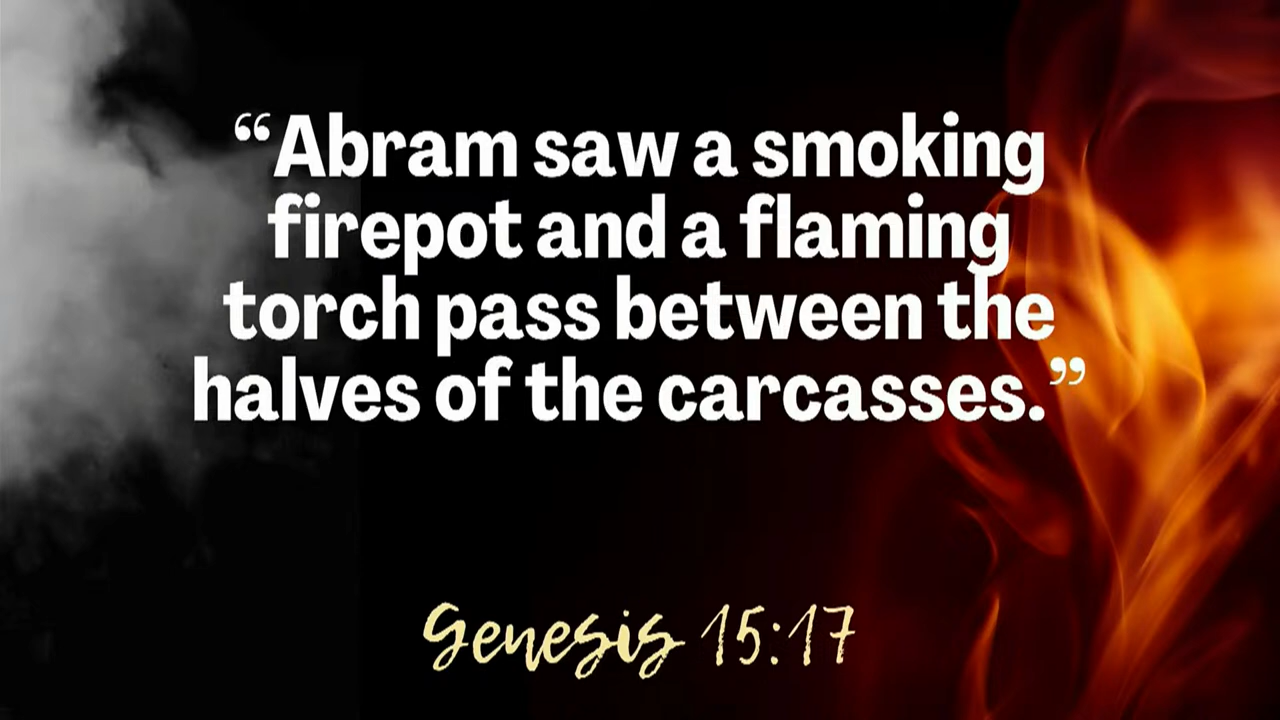 “Abram saw a smoking
firepot and a flaming
torch pass between the
halves of the carcasses.”
Genesis 15:17